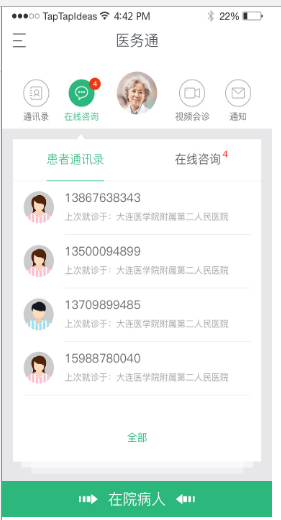 TapTapIdeas 4:42 PM 22%
医务通
4
通讯录 在线咨询 视频会诊 通知
患者通讯录 在线咨询 4
13867638343
上次就诊于：大连医学院附属第二人民医院
13500094899
上次就诊于：大连医学院附属第二人民医院
13709899485
上次就诊于：大连医学院附属第二人民医院
15988780040
上次就诊于：大连医学院附属第二人民医院
全部
在院病人